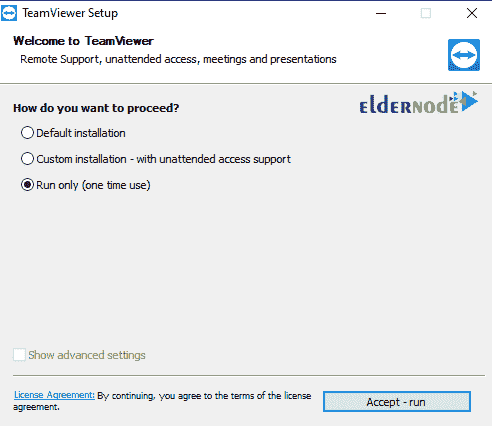 TeamViewer Setup
Welcome to TeamViewer
Remote Support, unattended access, meetings and presentations
How do you want to proceed?
eldernode
Default installation
Custom installation - with unattended access support
Run only (one time use)
Show advanced settings
License Agreement: By continuing, you agree to the terms of the license
agreement.
Accept - run